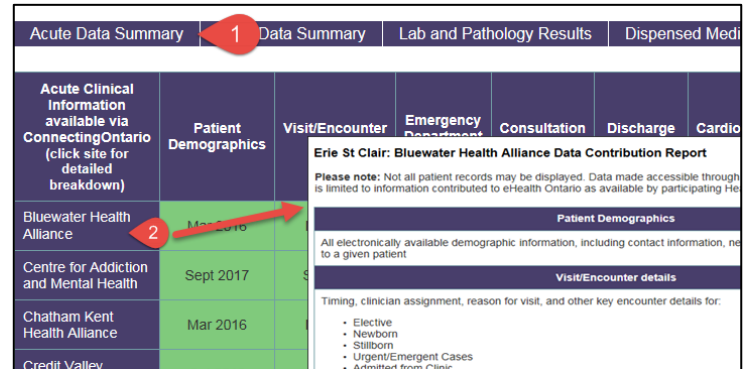 Acute Data Summary
1
Data Summary
Lab and Pathology Results
Dispensed Medi
Acute Clinical
Information
available via
ConnectingOntario
(click site for
detailed
breakdown)
Patient
Demographics
Visit/Encounter
Emergency
Department
Consultation
Discharge
Cardio
Erie St Clair: Bluewater Health Alliance Data Contribution Report
Please note: Not all patient records may be displayed. Data made accessible through
is limited to information contributed to eHealth Ontario as available by participating He
Patient Demographics
All electronically available demographic information, including contact information, ne
to a given patient
Visit/Encounter details
Timing, clinician assignment, reason for visit, and other key encounter details for:
• Elective
• Newborn
• Stillborn
• Urgent/Emergent Cases
• Admitted from Clinic
Bluewater Health
Alliance
2
Mar 2016
Centre for Addiction
and Mental Health
Sept 2017
Chatham Kent
Health Alliance
Mar 2016
Credit Valley